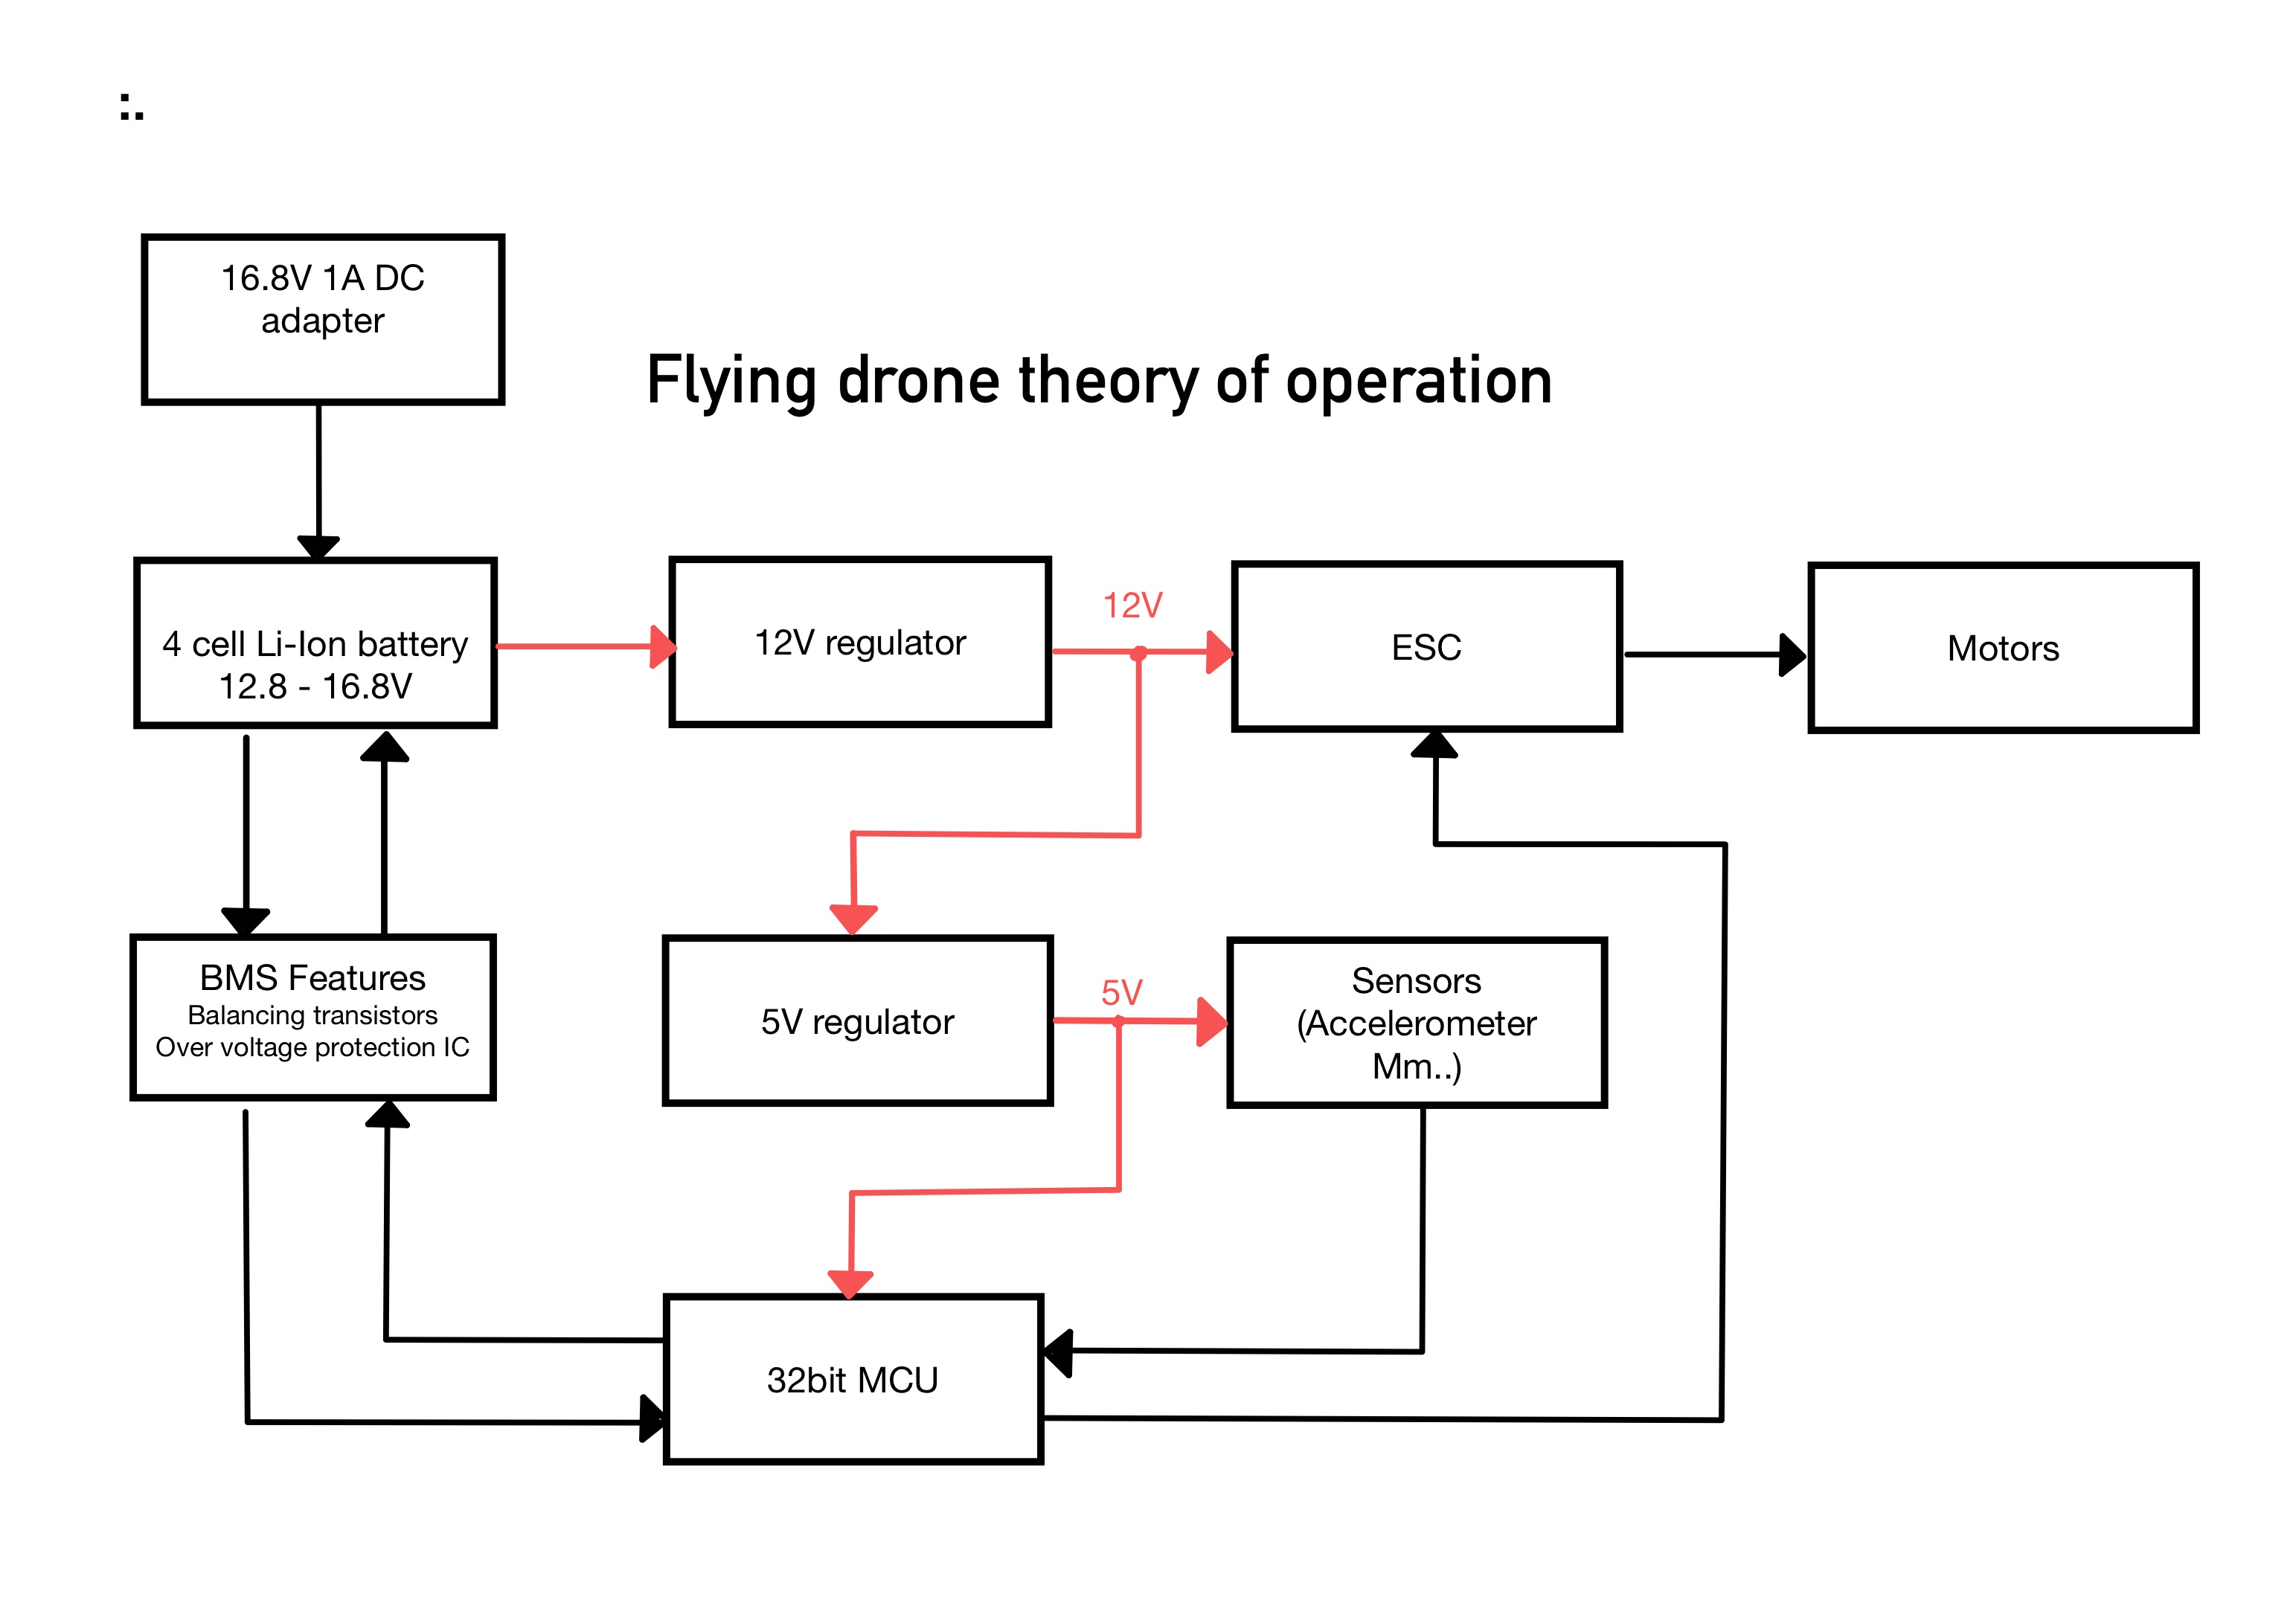 :.
16.8V 1A DC
adapter
Flying drone theory of operation
4 cell Li-Ion battery
12.8 - 16.8V
12V regulator
12V
ESC
Motors
BMS Features
Balancing transistors
Over voltage protection IC
5V regulator
5V
Sensors
(Accelerometer
Mm..)
32bit MCU